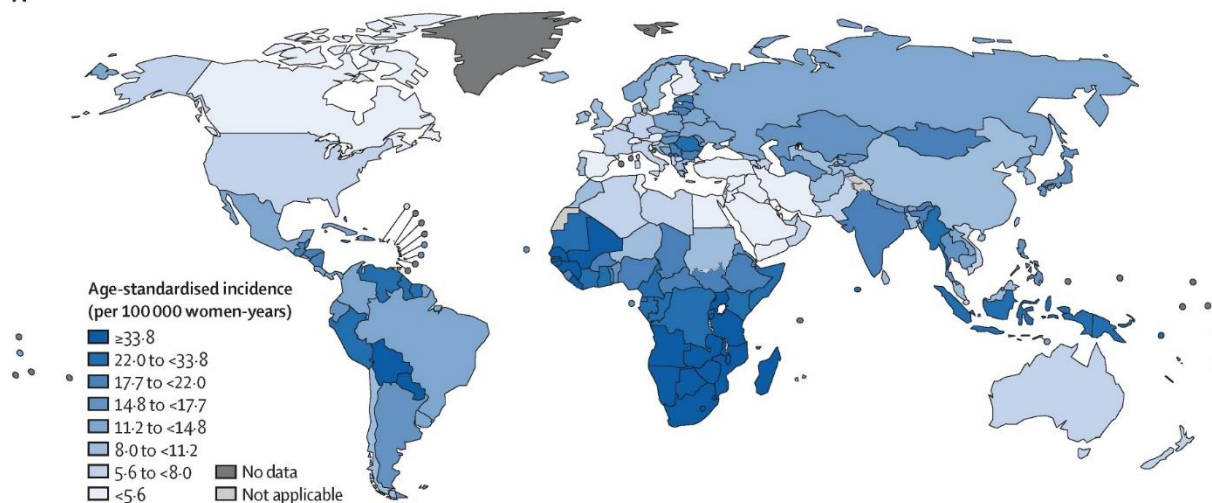 Age-standardised incidence
(per 100 000 women-years)
≥33·8
22·0 to <33·8
17·7 to <22·0
14·8 to <17·7
11·2 to <14·8
8·0 to <11·2
5·6 to <8·0
<5·6
No data
Not applicable